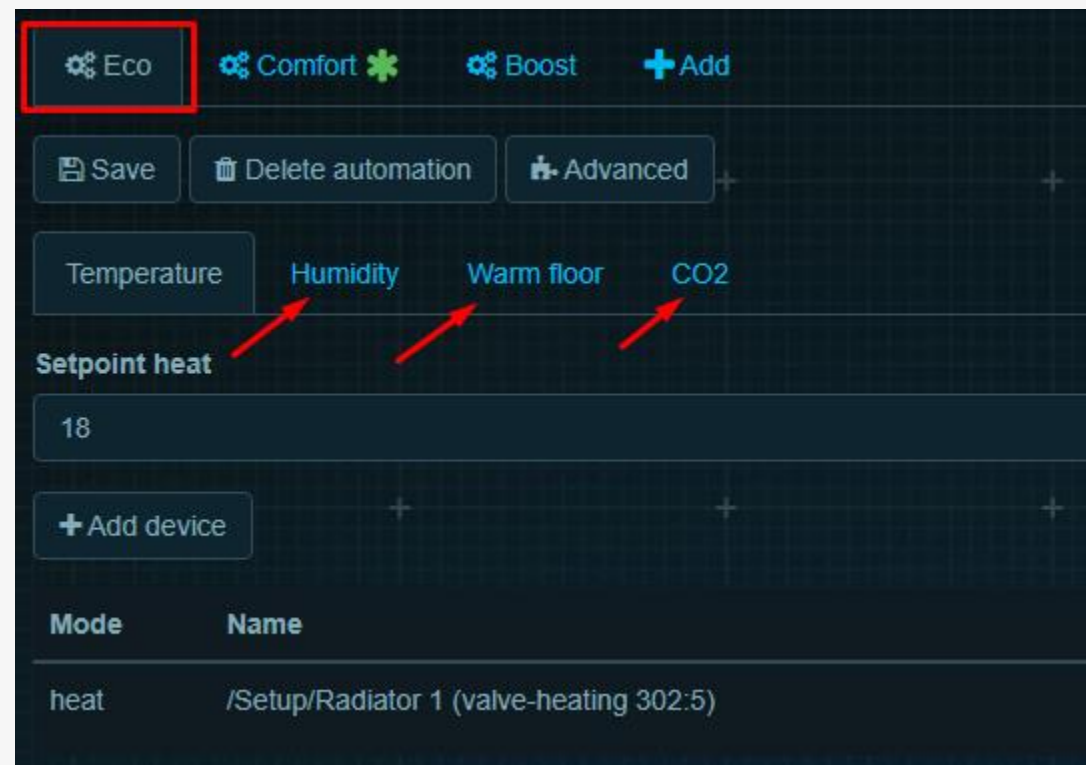 Eco Comfort Boost Add
Save Delete automation Advanced
Temperature Humidity Warm floor CO2
Setpoint heat
18
Add device
Mode Name
heat /Setup/Radiator 1 (valve-heating 302:5)